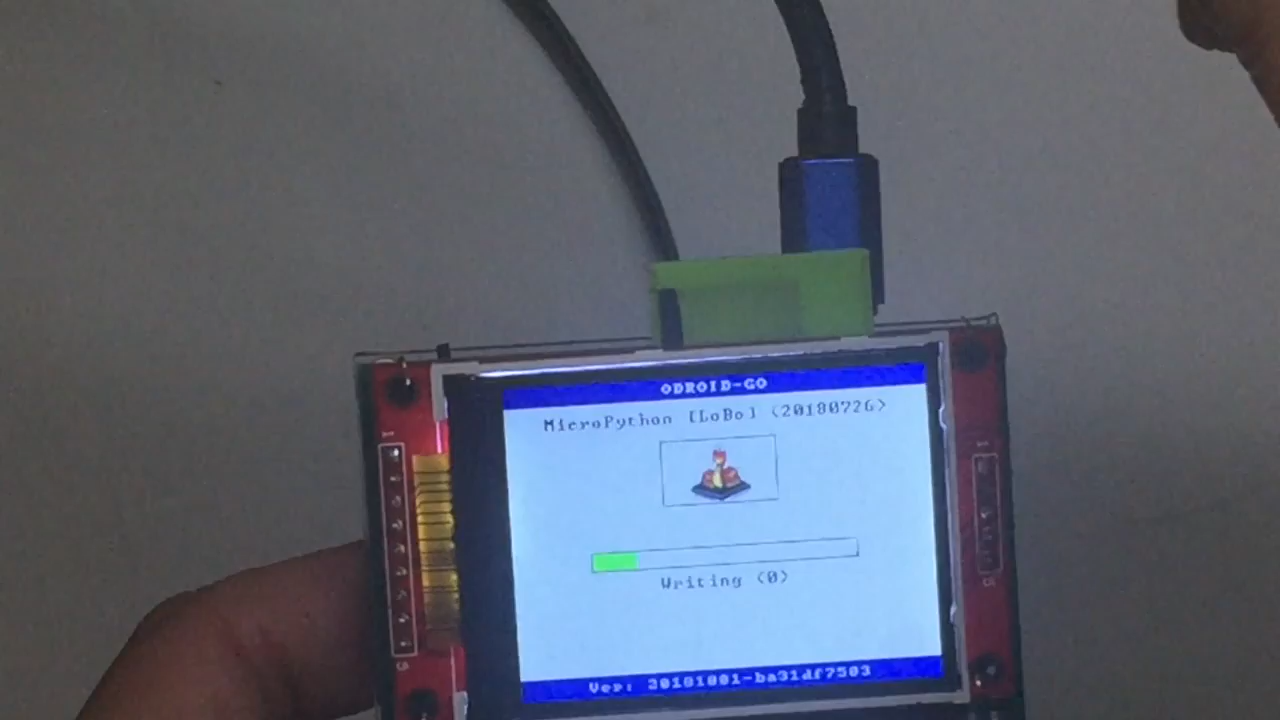 ODROID-GO
MicroPython [LoBo] (20180726)
Writing (0)
Ver: 20181001-ba31df7503